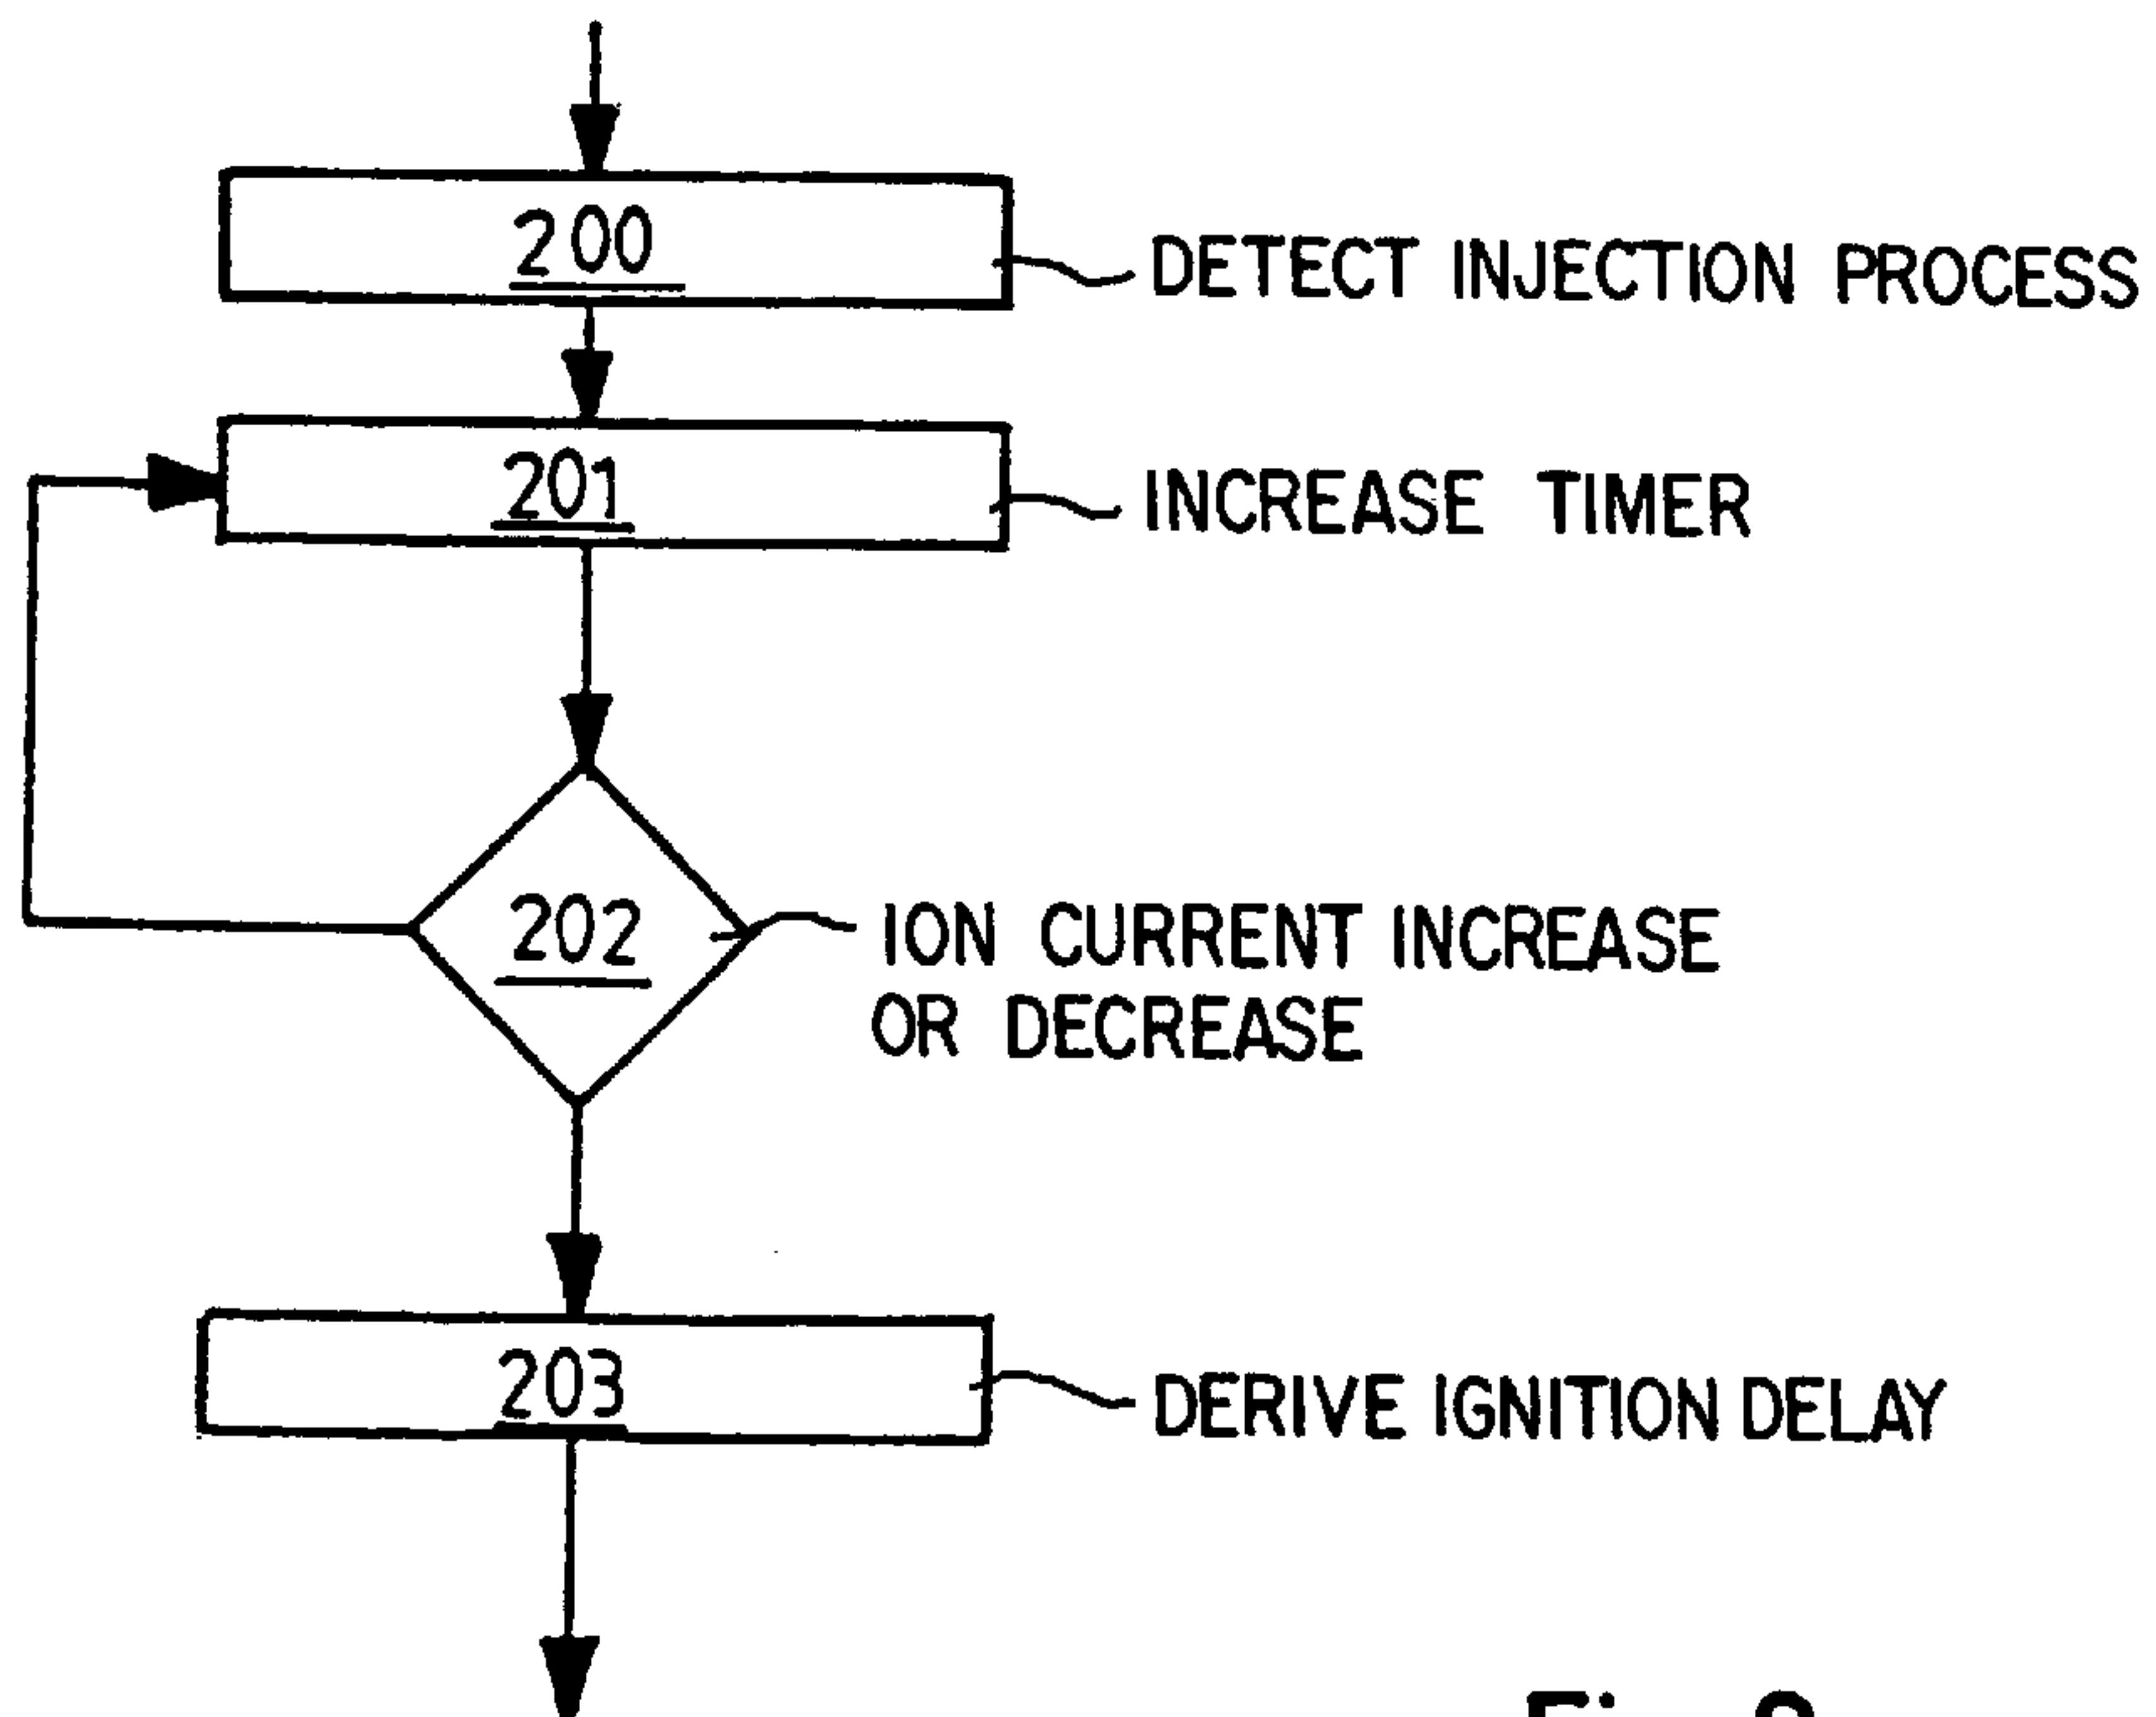 200
DETECT INJECTION PROCESS
201
INCREASE TIMER
202
ION CURRENT INCREASE
OR DECREASE
203
DERIVE IGNITION DELAY